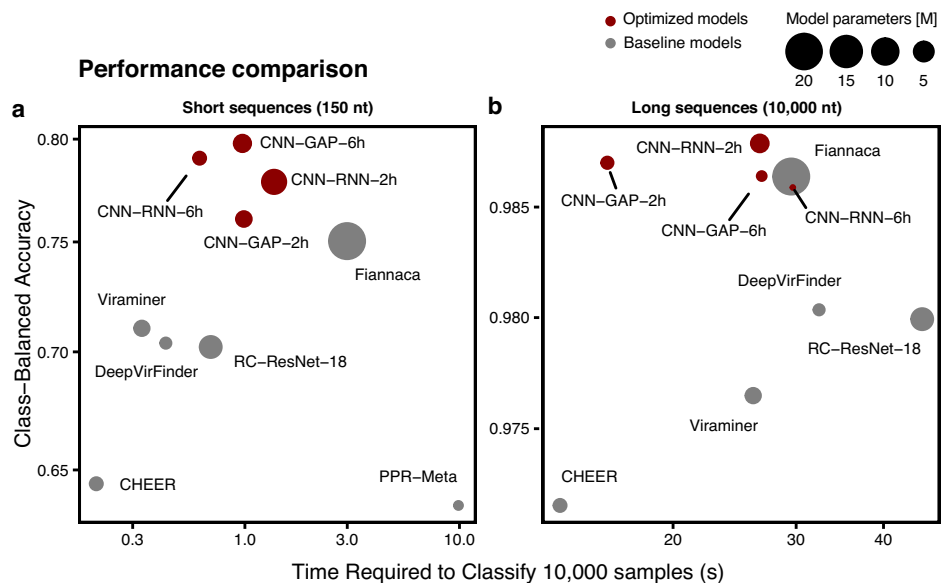 Optimized models
Baseline models
Model parameters [M]
20 15 10 5
Performance comparison
a
Short sequences (150 nt)
b
Long sequences (10,000 nt)
Class−Balanced Accuracy
0.80
0.75
0.70
0.65
CNN−GAP−6h
CNN−RNN−2h
CNN−RNN−6h
CNN−GAP−2h
Fiannaca
Viraminer
DeepVirFinder
RC−ResNet−18
CHEER
PPR−Meta
0.3 1.0 3.0 10.0
0.985
0.980
0.975
CNN−RNN−2h
Fiannaca
CNN−GAP−2h
CNN−RNN−6h
CNN−GAP−6h
DeepVirFinder
RC−ResNet−18
Viraminer
CHEER
20 30 40
Time Required to Classify 10,000 samples (s)